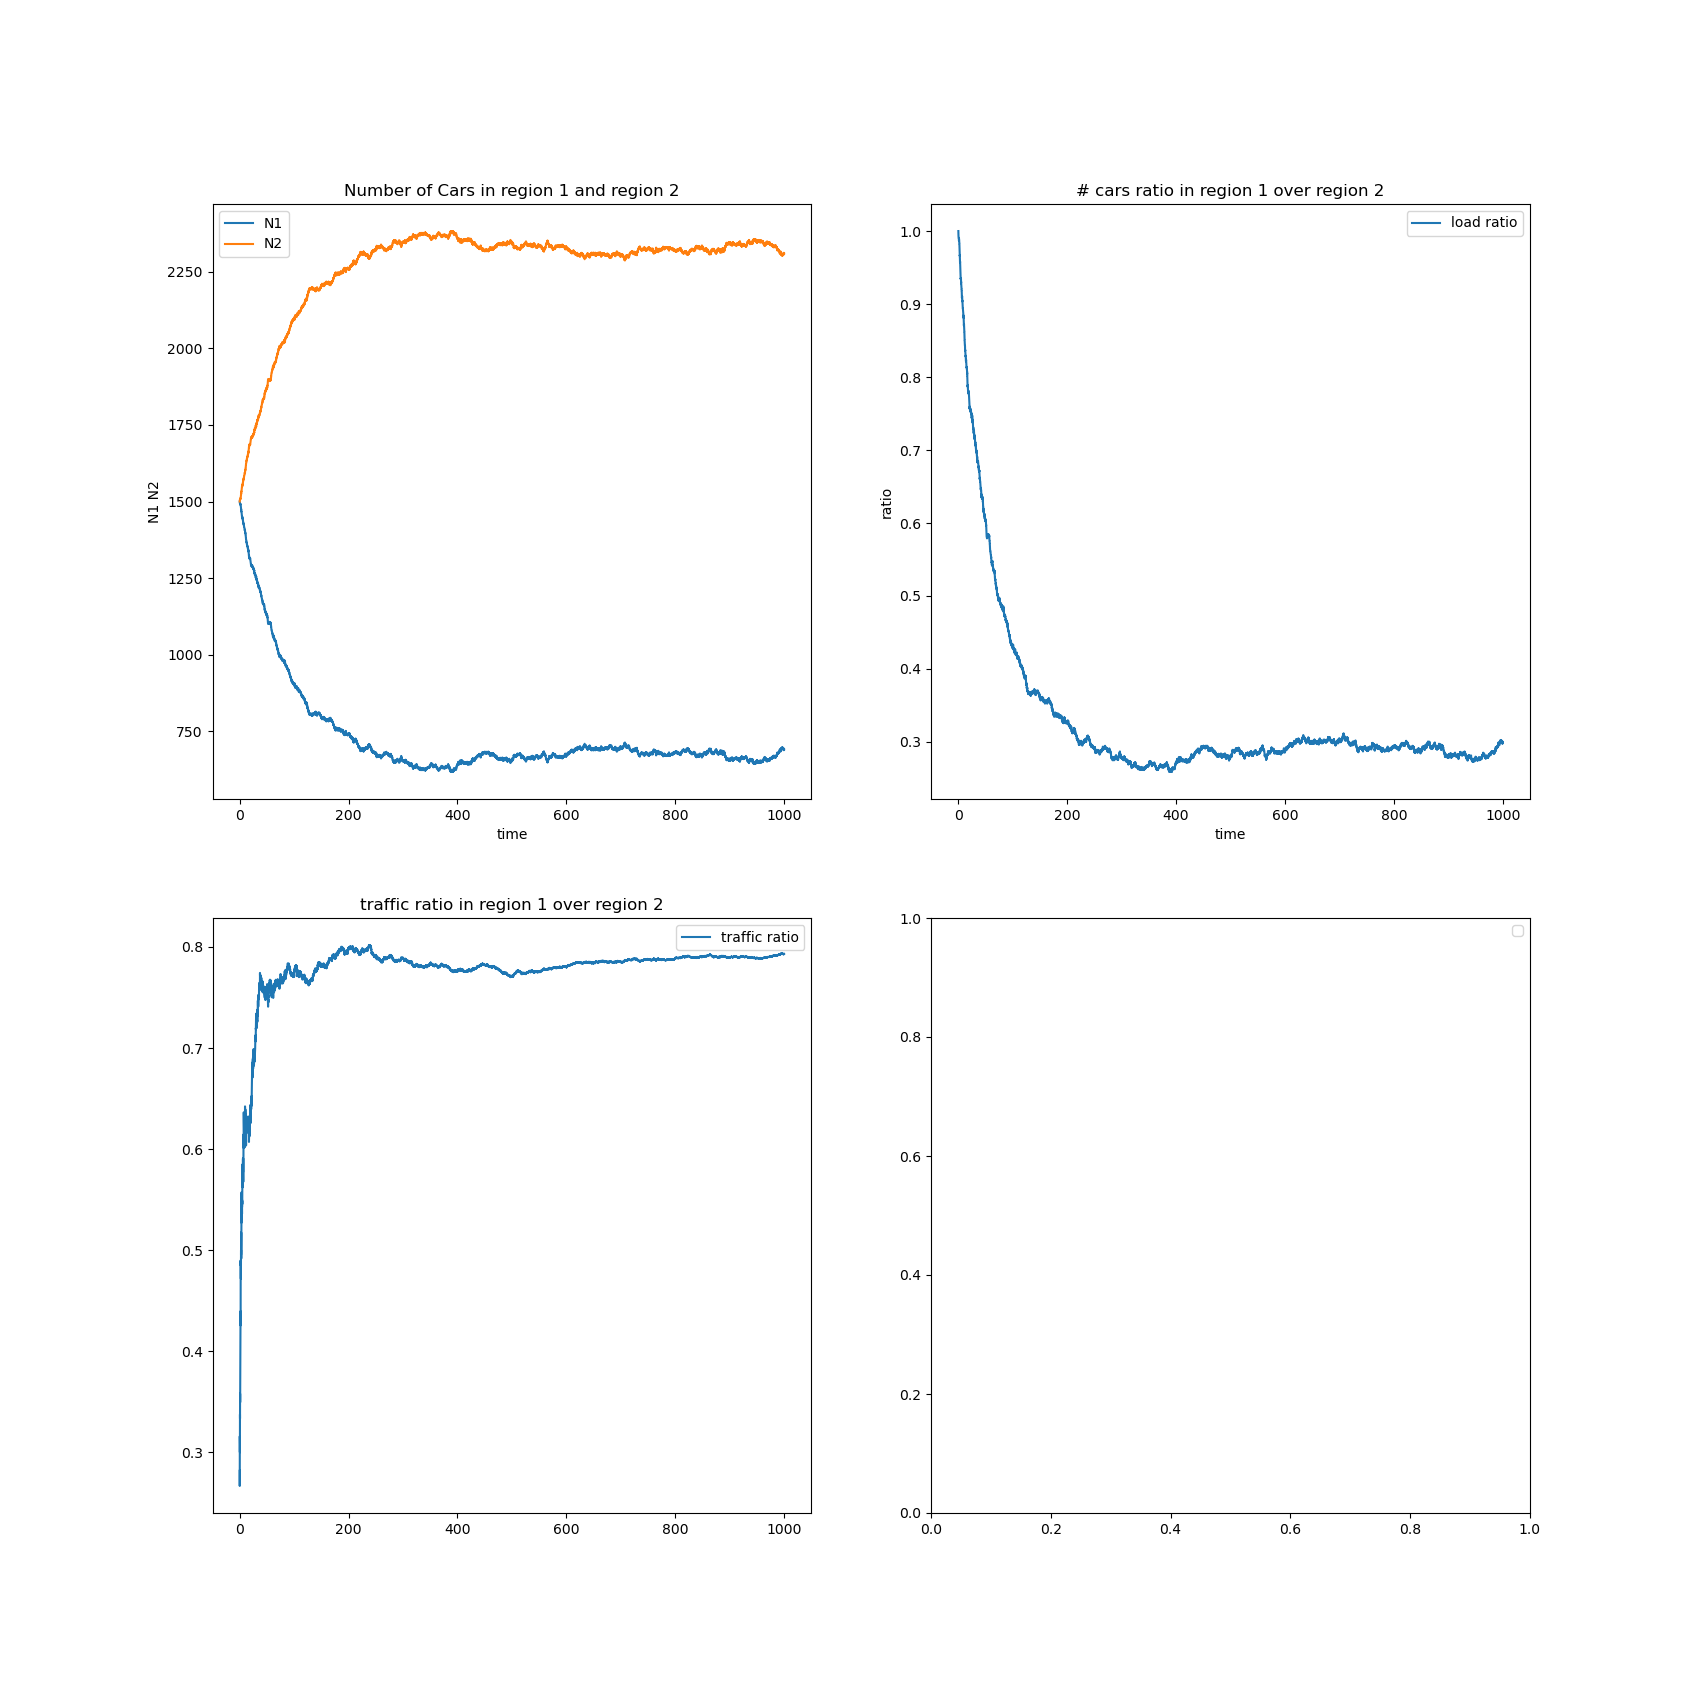 Number of Cars in region 1 and region 2
N1
N2
2250
2000
1750
1500
1250
1000
750
N1 N2
0 200 400 600 800 1000
time
# cars ratio in region 1 over region 2
load ratio
1.0
0.9
0.8
0.7
0.6
0.5
0.4
0.3
ratio
0 200 400 600 800 1000
time
traffic ratio in region 1 over region 2
traffic ratio
0.8
0.7
0.6
0.5
0.4
0.3
0 200 400 600 800 1000
1.0
0.8
0.6
0.4
0.2
0.0
0.0 0.2 0.4 0.6 0.8 1.0